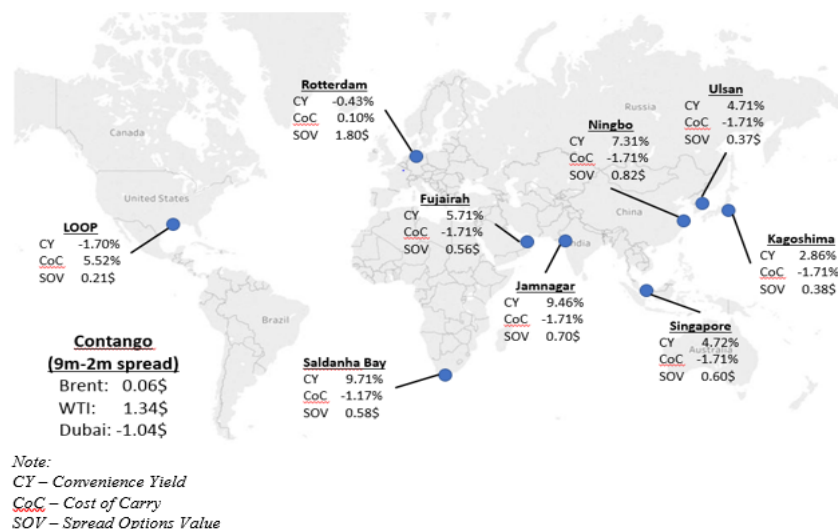 Rotterdam
CY -0.43%
CoC 0.10%
SOV 1.80$
Ulsan
CY 4.71%
CoC -1.71%
SOV 0.37$
Russia
Ningbo
CY 7.31%
CoC -1.71%
SOV 0.82$
Canada
United States
Fujairah
CY 5.71%
CoC -1.71%
SOV 0.56$
China
LOOP
CY -1.70%
CoC 5.52%
SOV 0.21$
India
Kagoshima
CY 2.86%
CoC -1.71%
SOV 0.38$
Jamnagar
CY 9.46%
CoC -1.71%
SOV 0.70$
Brazil
Singapore
CY 4.72%
CoC -1.71%
SOV 0.60$
Australia
Contango
(9m-2m spread)
Brent: 0.06$
WTI: 1.34$
Dubai: -1.04$
Saldanha Bay
CY 9.71%
CoC -1.17%
SOV 0.58$
Note:
CY – Convenience Yield
CoC – Cost of Carry
SOV – Spread Options Value